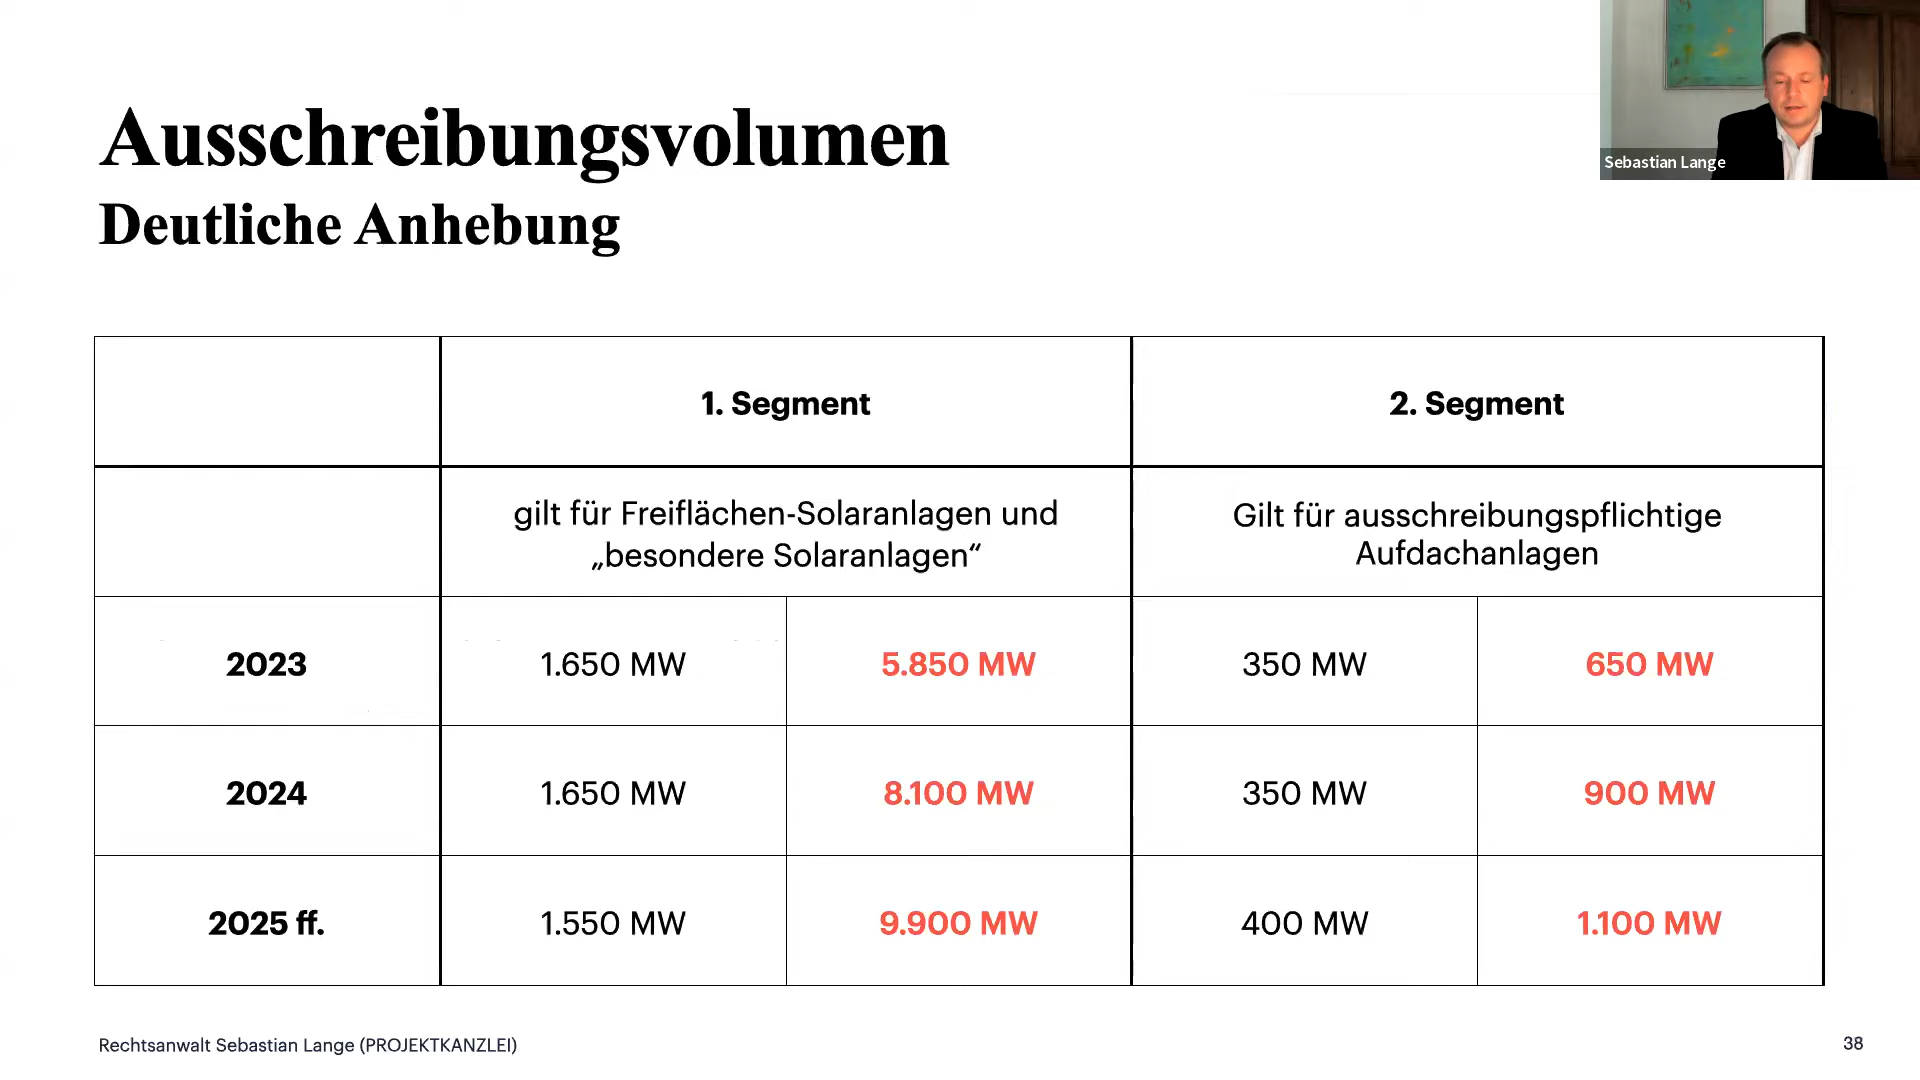 Sebastian Lange
Ausschreibungsvolumen
Deutliche Anhebung
1. Segment
2. Segment
gilt für Freiflächen-Solaranlagen und
„besondere Solaranlagen“
Gilt für ausschreibungspflichtige
Aufdachanlagen
2023
1.650 MW
5.850 MW
350 MW
650 MW
2024
1.650 MW
8.100 MW
350 MW
900 MW
2025 ff.
1.550 MW
9.900 MW
400 MW
1.100 MW
Rechtsanwalt Sebastian Lange (PROJEKTKANZLEI)
38